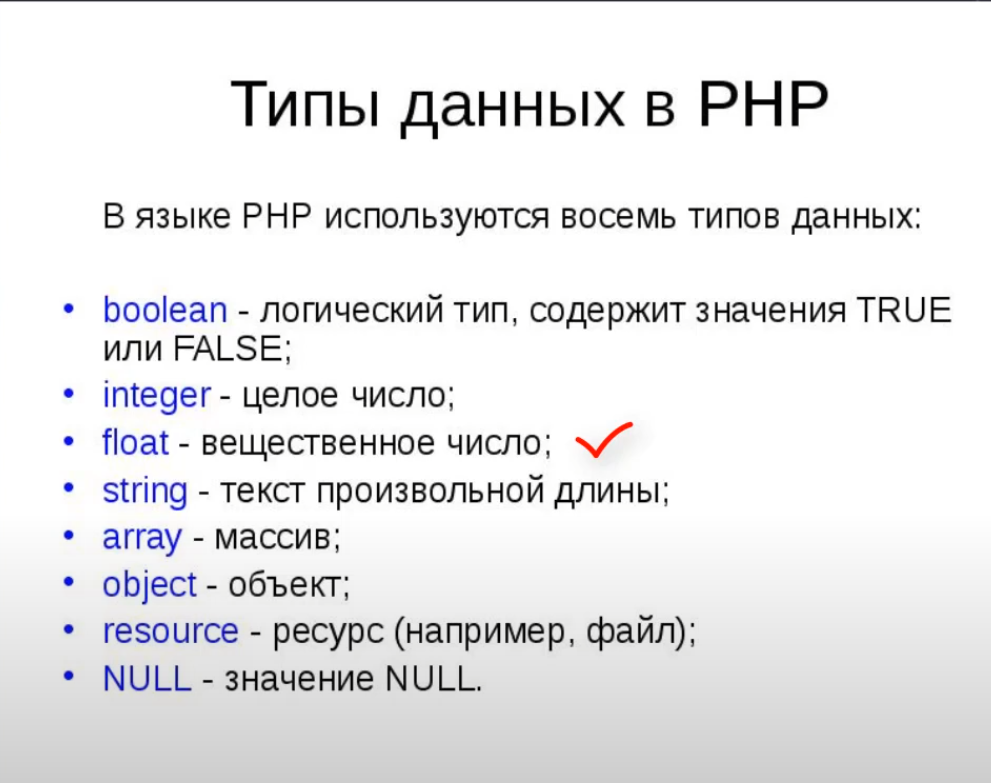 Типы данных в PHP
В языке PHP используются восемь типов данных:
• boolean - логический тип, содержит значения TRUE
или FALSE;
• integer - целое число;
• float - вещественное число;
• string - текст произвольной длины;
• array - массив;
• object - объект;
• resource - ресурс (например, файл);
• NULL - значение NULL.